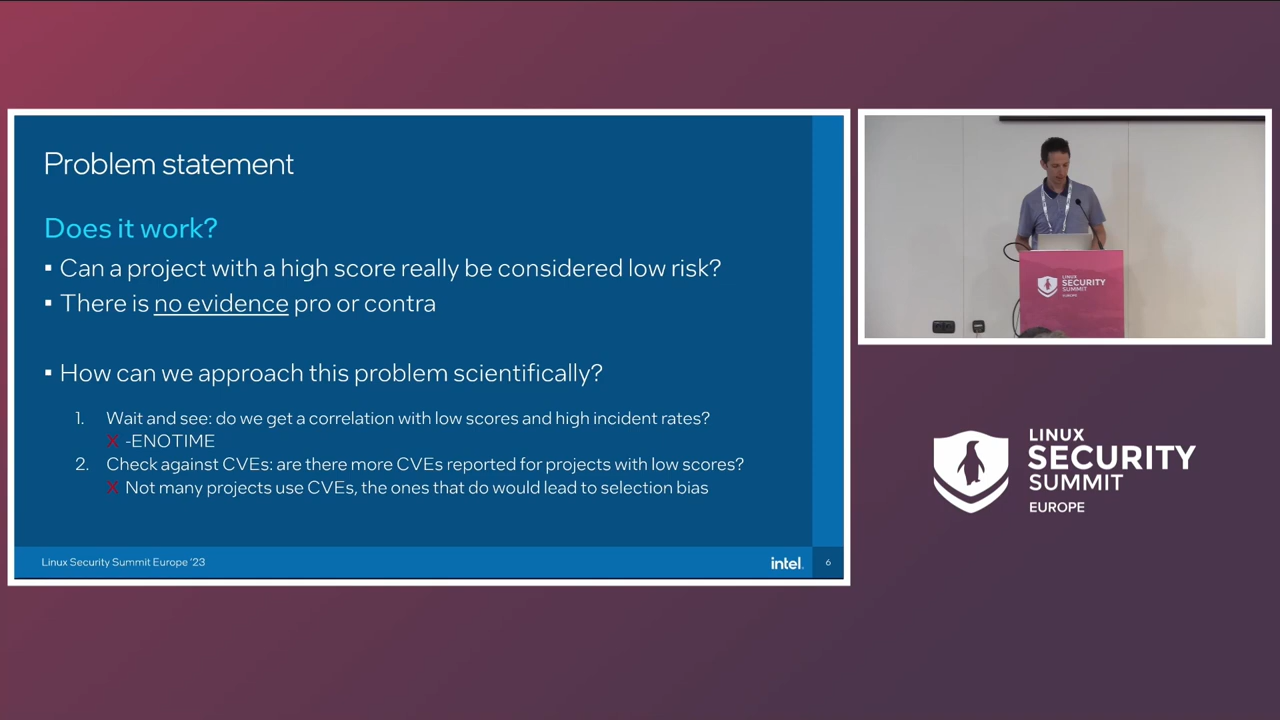 Problem statement
Does it work?
▪ Can a project with a high score really be considered low risk?
▪ There is no evidence pro or contra
▪ How can we approach this problem scientifically?
1. Wait and see: do we get a correlation with low scores and high incident rates?
X -ENOTIME
2. Check against CVEs: are there more CVEs reported for projects with low scores?
X Not many projects use CVEs, the ones that do would lead to selection bias
Linux Security Summit Europe '23
intel.
6
LINUX
SECURITY
SUMMIT
EUROPE
LINUX
SECURITY
SUMMIT
EUROPE